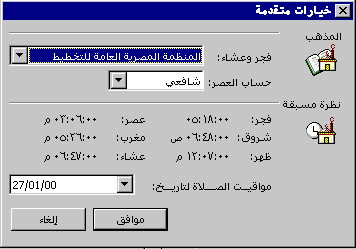 خيارات متقدمة
المذهب
فجر وعشاء: المنظمة المصرية العامة للتخطيط
حساب العصر: شافعي
نظرة مسبقة
فجر: ٠٥:١٨:٠٠ عصر: ٠٣:٠٦:٠٠ م
شروق: ٠٦:٤٨:٠٠ ص مغرب: ٠٥:٢٦:٠٠ م
ظهر: ١٢:٠٧:٠٠ م عشاء: ٠٦:٤٧:٠٠ م
مواقيت الصلاة لتاريخ: 27/01/00
موافق إلغاء